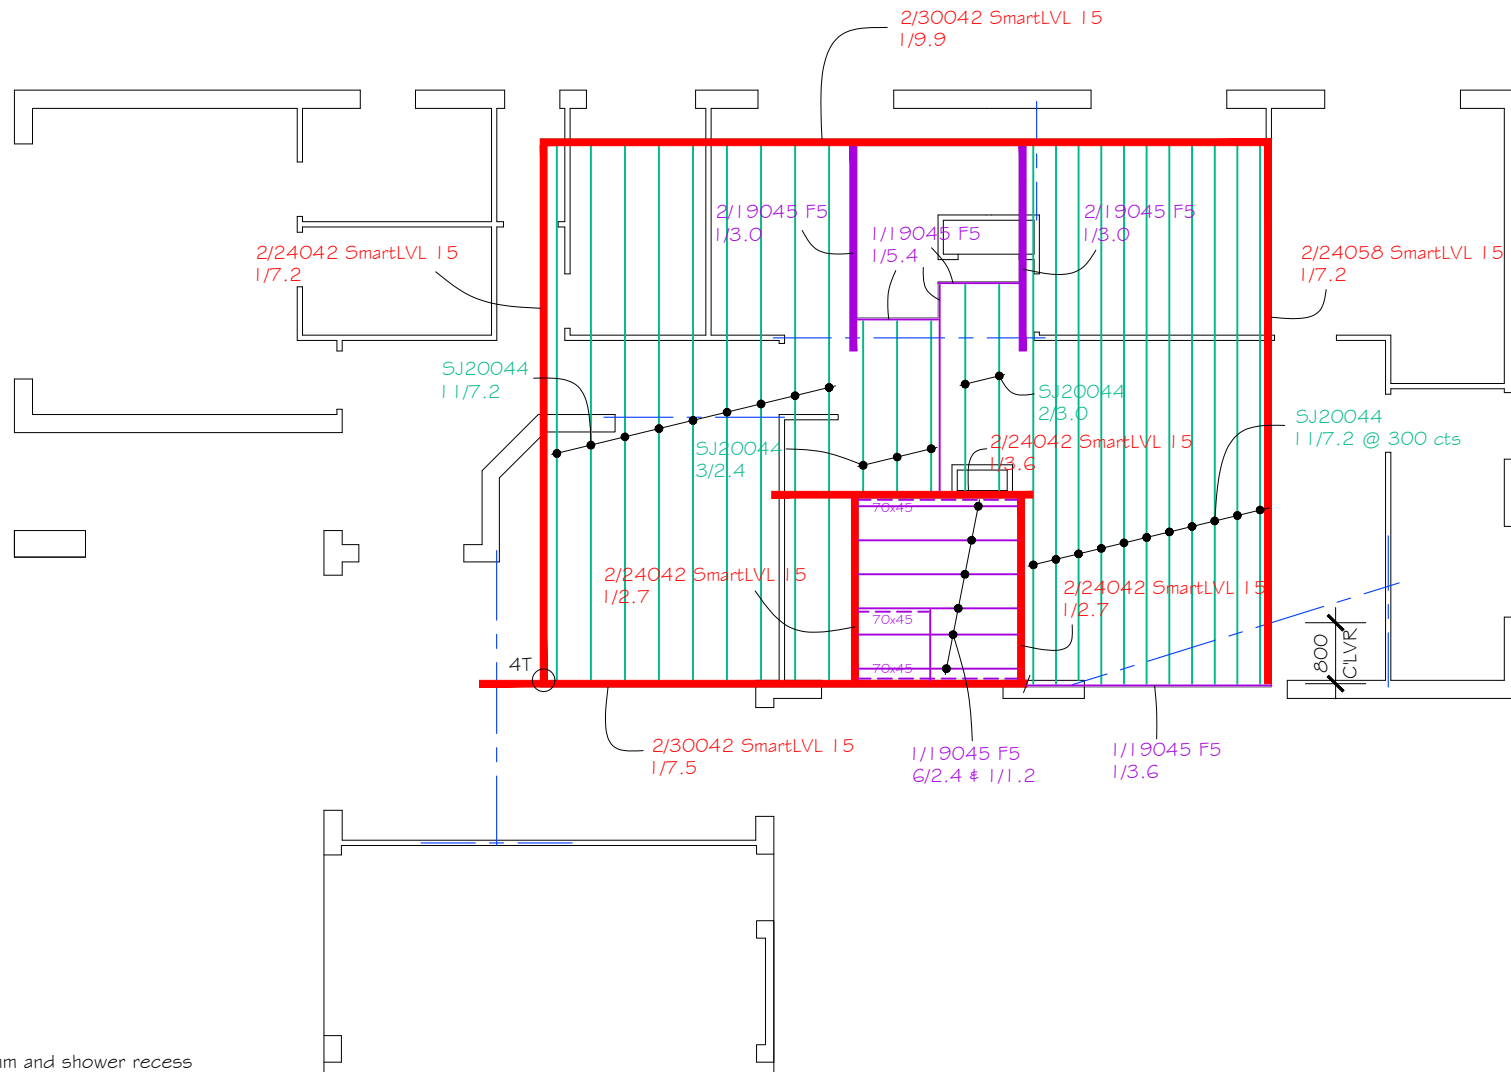 2/30042 SmartLVL 15
1/9.9
2/19045 F5
1/3.0
2/19045 F5
1/3.0
1/19045 F5
1/5.4
2/24042 SmartLVL 15
1/7.2
2/24058 SmartLVL 15
1/7.2
SJ20044
11/7.2
SJ20044
2/3.0
SJ20044
11/7.2 @ 300 cts
SJ20044
3/2.4
2/24042 SmartLVL 15
1/3.6
70x45
2/24042 SmartLVL 15
1/2.7
2/24042 SmartLVL 15
1/2.7
70x45
800
C'LVR
4T
70x45
2/30042 SmartLVL 15
1/7.5
1/19045 F5
6/2.4 & 1/1.2
1/19045 F5
1/3.6
and shower recess